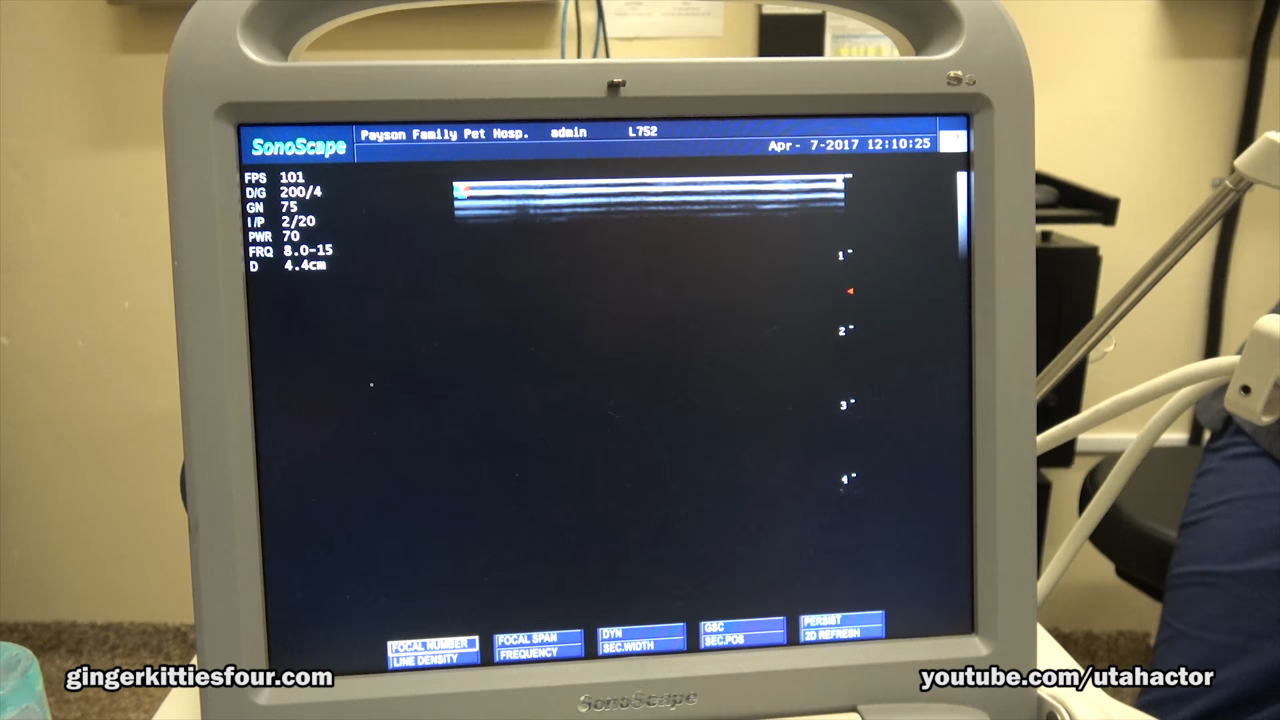 S5
SonoScape
Payson Family Pet Hosp. admin L752
Apr- 7-2017 12:10:25
FPS 101
D/G 200/4
GN 75
I/P 2/20
PWR 70
FRQ 8.0-15
D 4.4cm
1
2
3
4
FOCAL NUMBER
LINE DENSITY
FOCAL SPAN
FREQUENCY
DYN
SEC.WIDTH
GSC
SEC.POS
PERSIST
2D REFRESH
SonoScape
gingerkittiesfour.com
youtube.com/utahactor